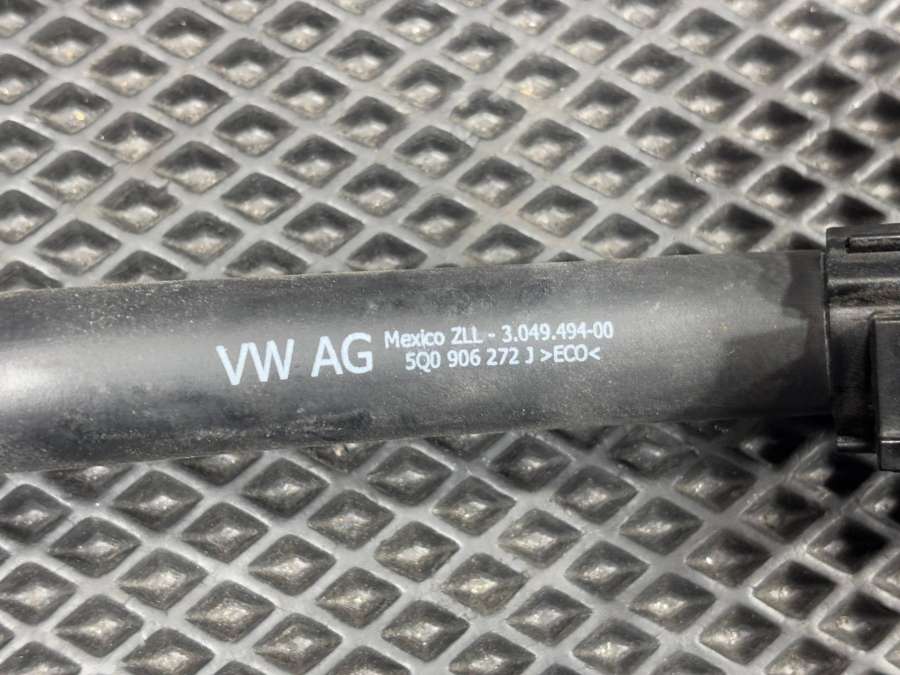 VW AG
Mexico ZLL - 3.049.494-00
5Q0 906 272 J >ECO<